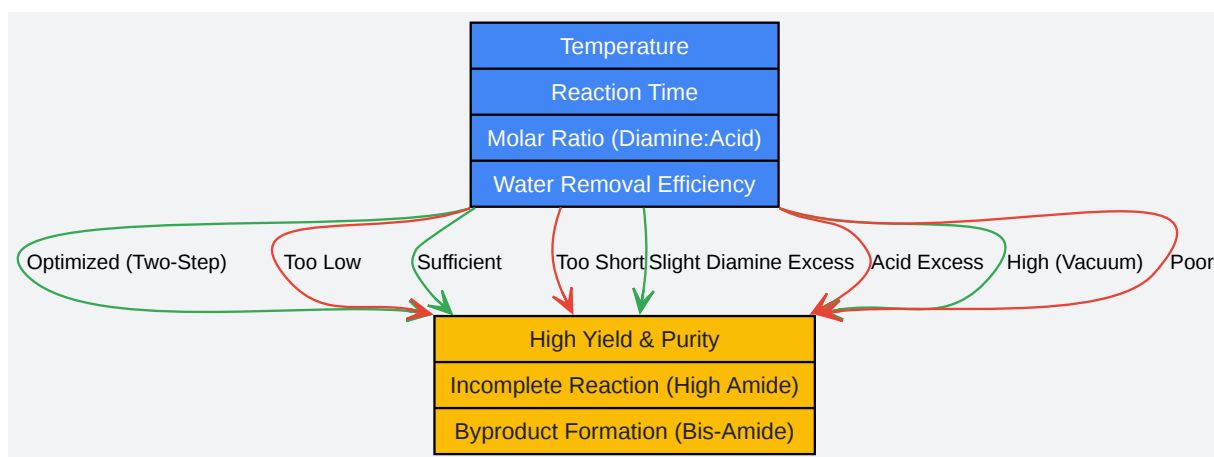 Temperature
Reaction Time
Molar Ratio (Diamine:Acid)
Water Removal Efficiency
Optimized (Two-Step)
Too Low
Sufficient
Too Short
Slight Diamine Excess
Acid Excess
High (Vacuum)
Poor
High Yield & Purity
Incomplete Reaction (High Amide)
Byproduct Formation (Bis-Amide)